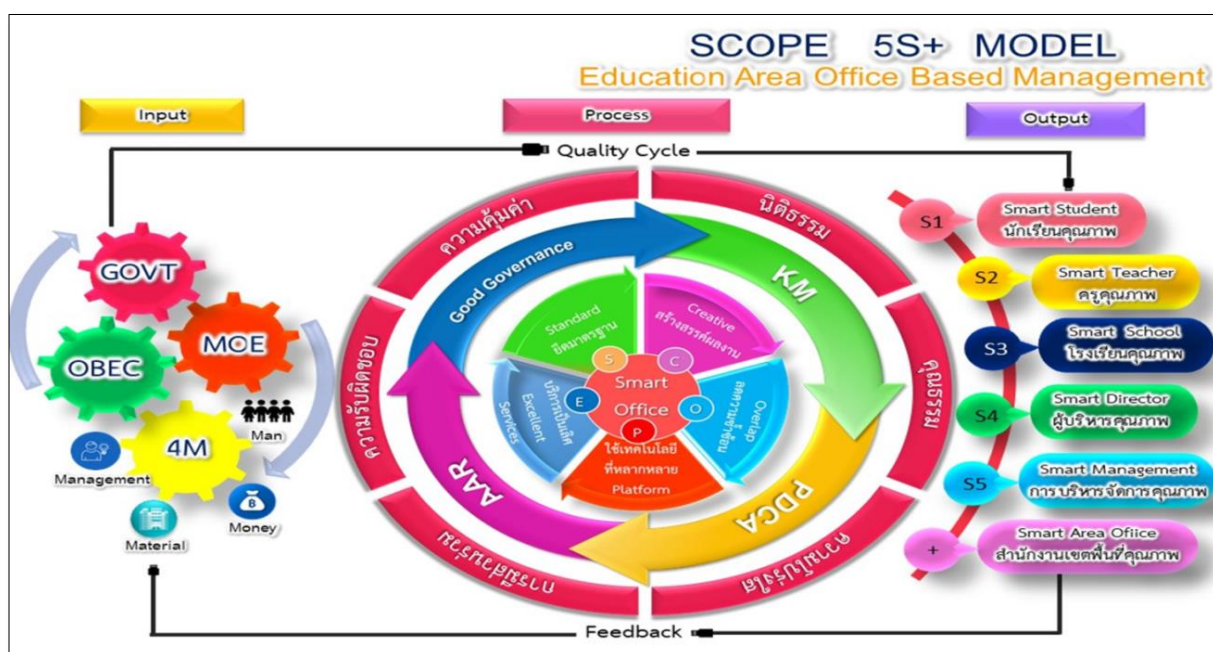 SCOPE 5S+ MODEL
Education Area Office Based Management
Input
Process
Output
Quality Cycle
GOVT
MOE
OBEC
4M
Man
Management
Money
Material
ความคุ้มค่า
นิติธรรม
คุณธรรม
ความโปร่งใส
การมีส่วนร่วม
ความรับผิดชอบ
Good Governance
KM
PDCA
AAR
Standard
ยึดมาตรฐาน
Creative
สร้างสรรค์ผลงาน
Overlap
ลดความซ้ำซ้อน
ใช้เทคโนโลยี
ที่หลากหลาย
Platform
บริการเป็นเลิศ
Excellent
Services
S
C
O
P
E
Smart
Office
S1
Smart Student
นักเรียนคุณภาพ
S2
Smart Teacher
ครูคุณภาพ
S3
Smart School
โรงเรียนคุณภาพ
S4
Smart Director
ผู้บริหารคุณภาพ
S5
Smart Management
การบริหารจัดการคุณภาพ
+
Smart Area Ofiice
สำนักงานเขตพื้นที่คุณภาพ
Feedback